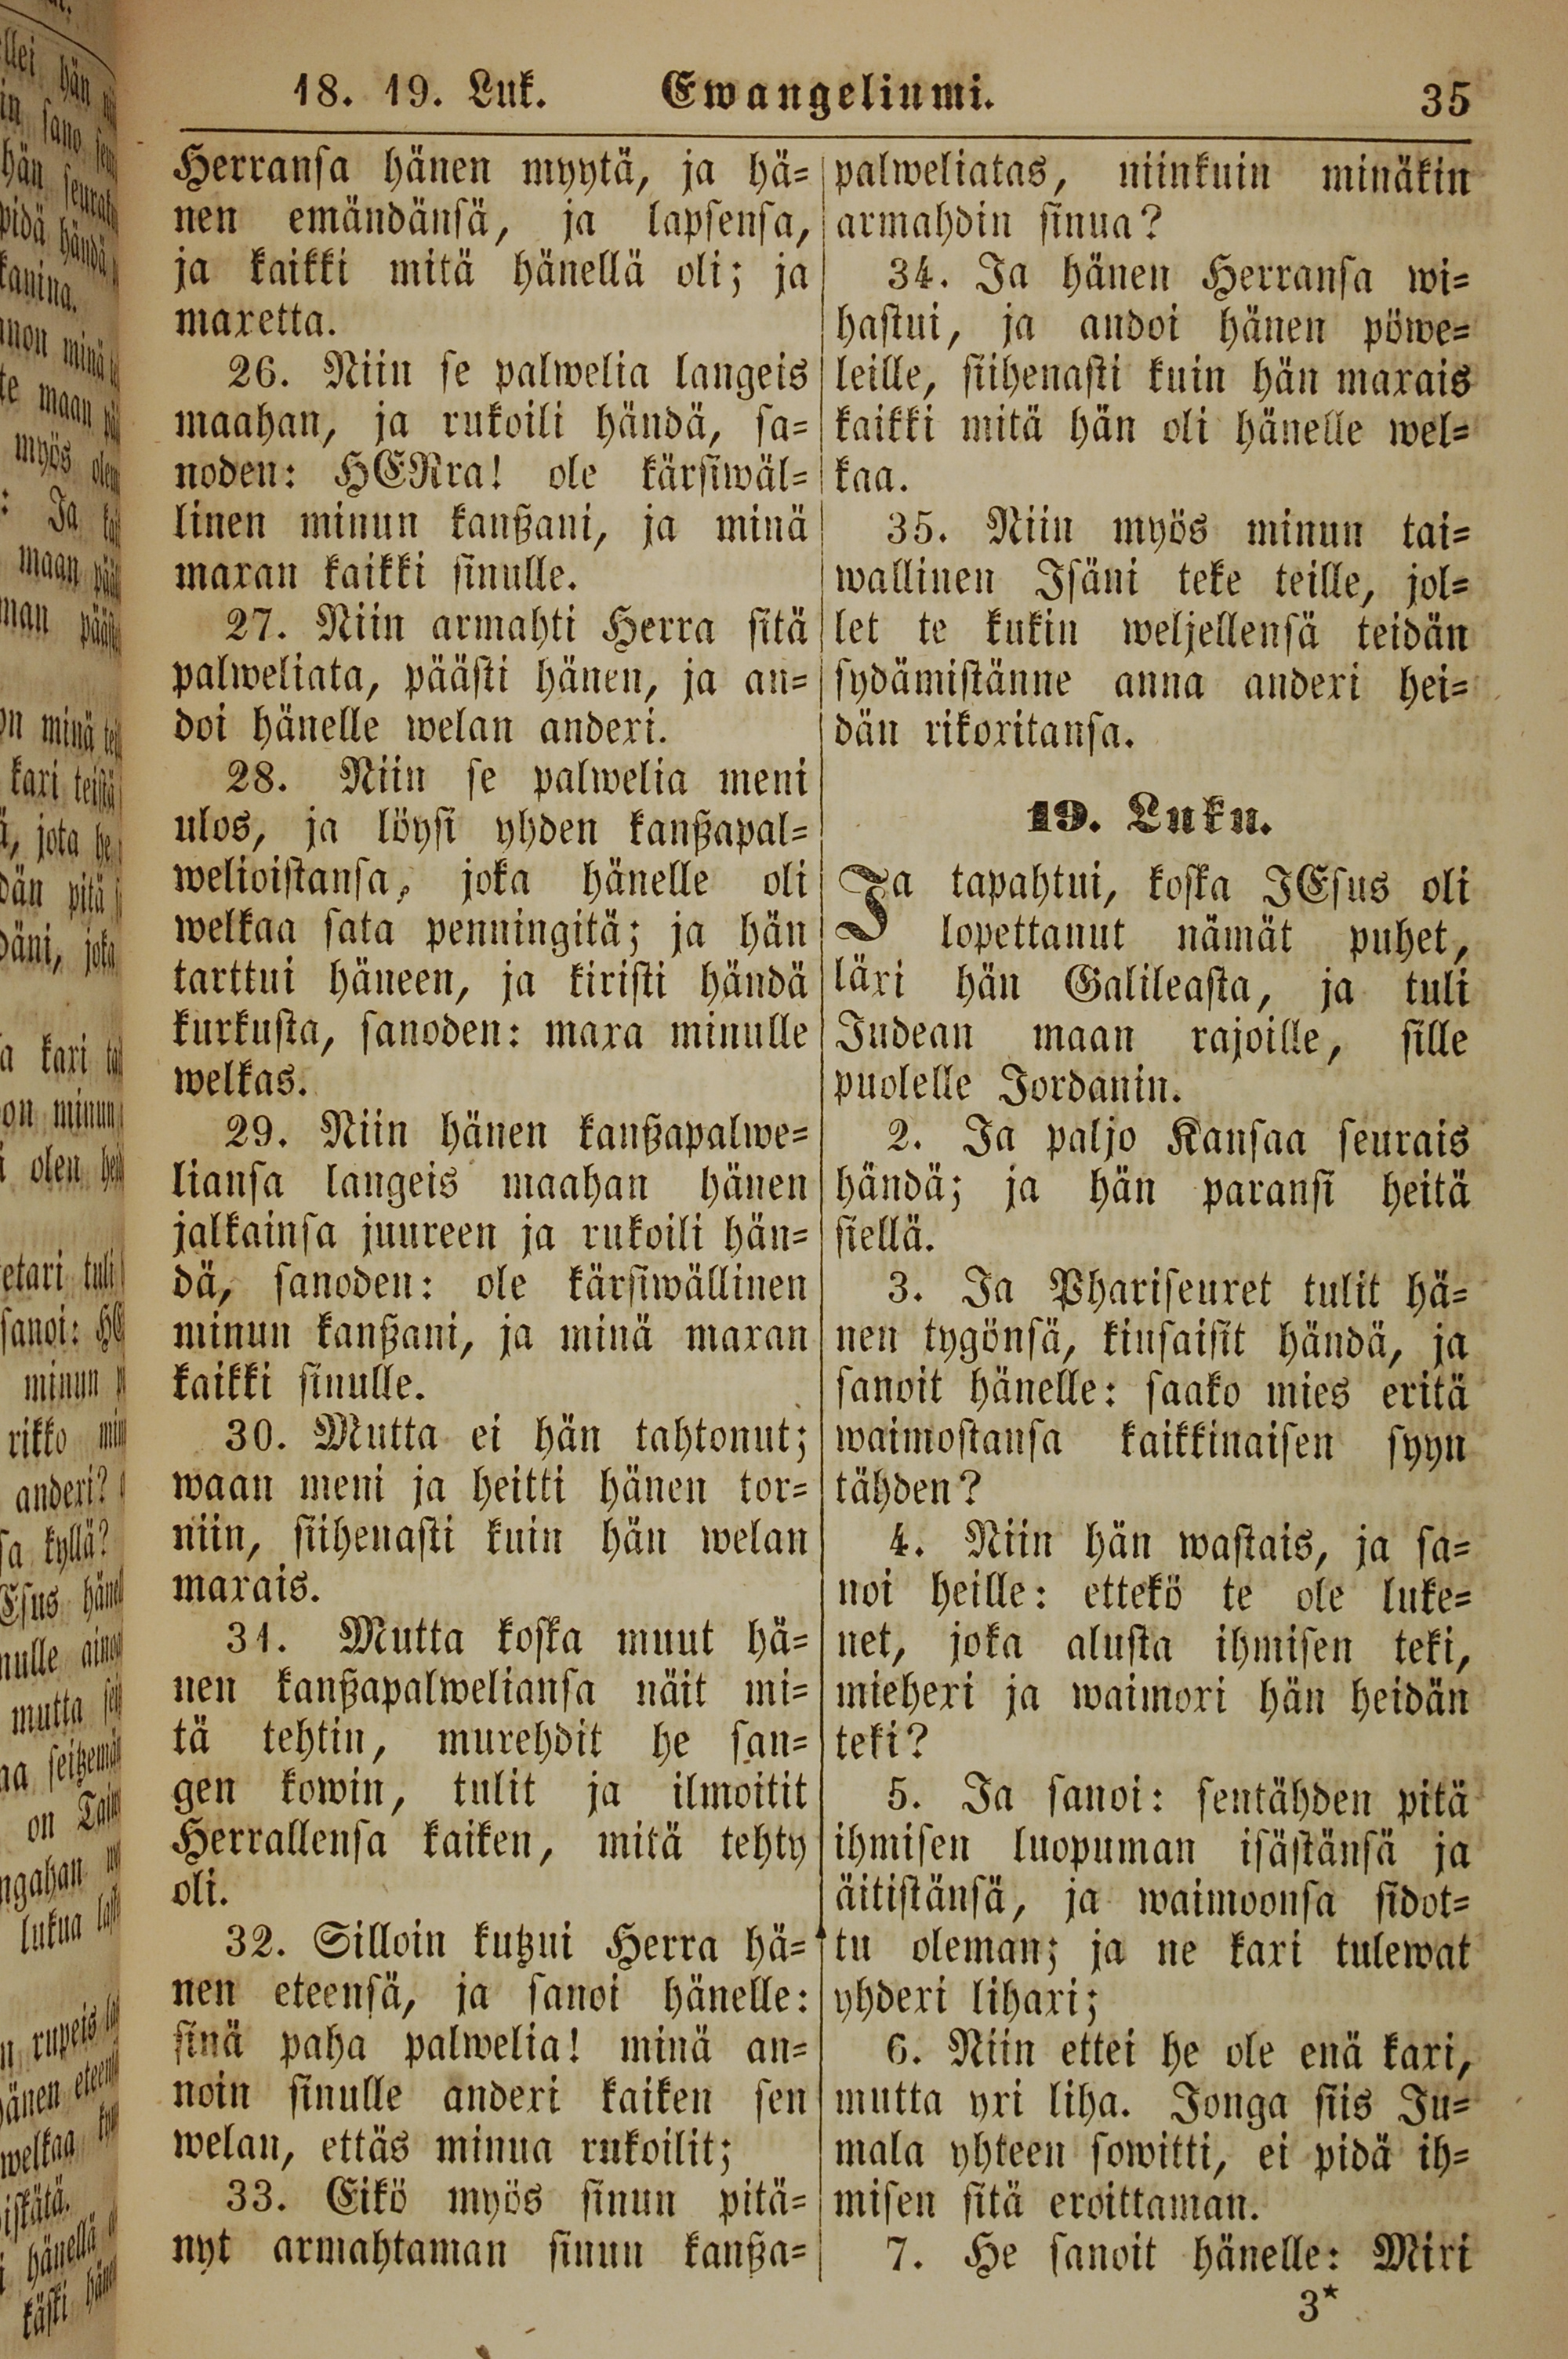 18. 19. Luk. Ewangeliumi. 35
Herransa hänen myytä, ja hä=
nen emändänsä, ja lapsensa,
ja kaikki mitä hänellä oli; ja
maxetta.
26. Niin se palwelia langeis
maahan, ja rukoili händä, sa=
noden: HERra! ole kärsiwäl=
linen minun kanßani, ja minä
maxan kaikki sinulle.
27. Niin armahti Herra sitä
palweliata, päästi hänen, ja an=
doi hänelle welan anderi.
28. Niin se palwelia meni
ulos, ja löysi yhden kanßapal=
welioistansa, joka hänelle oli
welkaa sata penningitä; ja hän
tarttui häneen, ja kiristi händä
kurkusta, sanoden: maxa minulle
welkas.
29. Niin hänen kanßapalwe=
liansa langeis maahan hänen
jalkainsa juureen ja rukoili hän=
dä, sanoden: ole kärsiwällinen
minun kanßani, ja minä maxan
kaikki sinulle.
30. Mutta ei hän tahtonut;
waan meni ja heitti hänen tor=
niin, siihenasti kuin hän welan
maxais.
31. Mutta koska muut hä=
nen kanßapalweliansa näit mi=
tä tehtin, murehdit he san=
gen kowin, tulit ja ilmoitit
Herrallensa kaiken, mitä tehty
oli.
32. Silloin kutzui Herra hä=
nen eteensä, ja sanoi hänelle:
sinä paha palwelia! minä an=
noin sinulle anderi kaiken sen
welan, ettäs minua rukoilit;
33. Eikö myös sinun pitä=
nyt armahtaman sinun kanßa=
palweliatas, niinkuin minäkin
armahdin sinua?
34. Ja hänen Herransa wi=
hastui, ja andoi hänen pöwe=
leille, siihenasti kuin hän maxais
kaikki mitä hän oli hänelle wel=
kaa.
35. Niin myös minun tai=
wallinen Isäni teke teille, jol=
let te kukin weljellensä teidän
sydämistänne anna anderi hei=
dän rikoxitansa.
19. Luku.
Ja tapahtui, koska JEsus oli
lopettanut nämät puhet,
läxi hän Galileasta, ja tuli
Judean maan rajoille, sille
puolelle Jordanin.
2. Ja paljo Kansaa seurais
händä; ja hän paransi heitä
siellä.
3. Ja Phariseuxet tulit hä=
nen tygönsä, kiusaisit händä, ja
sanoit hänelle: saako mies eritä
waimostansa kaikkinaisen syyn
tähden?
4. Niin hän wastais, ja sa=
noi heille: ettekö te ole luke=
net, joka alusta ihmisen teki,
miehexi ja waimoxi hän heidän
teki?
5. Ja sanoi: sentähden pitä
ihmisen luopuman isästänsä ja
äitistänsä, ja waimoonsa sidot=
tu oleman; ja ne kaxi tulewat
yhdexi lihaxi;
6. Niin ettei he ole enä kaxi,
mutta yxi liha. Jonga siis Ju=
mala yhteen sowitti, ei pidä ih=
misen sitä eroittaman.
7. He sanoit hänelle: Mixi
3*